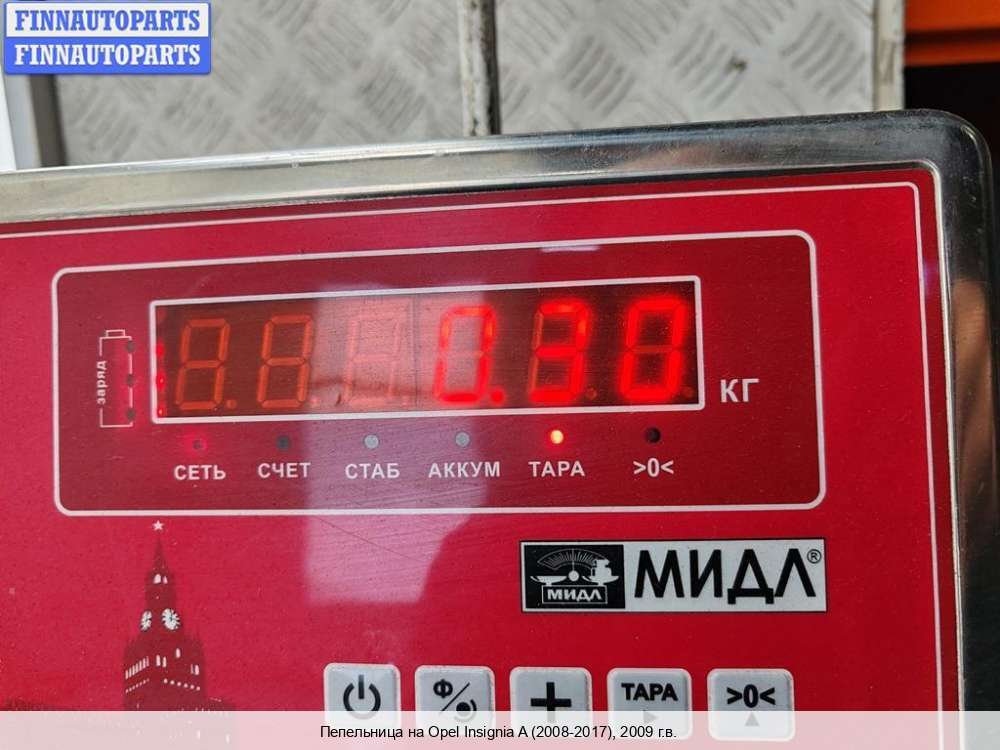 FINNAUTOPARTS
FINNAUTOPARTS
заряд
0.30
КГ
СЕТЬ СЧЕТ СТАБ АККУМ ТАРА >0<
МИДЛ
МИДЛ®
Ф ТАРА >0<
Пепельница на Opel Insignia A (2008-2017), 2009 г.в.